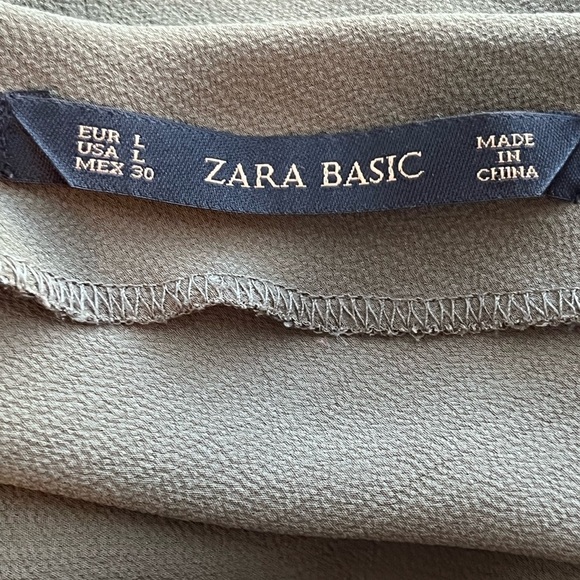 EUR L
USA L
MEX 30
ZARA BASIC
MADE
IN
CHINA